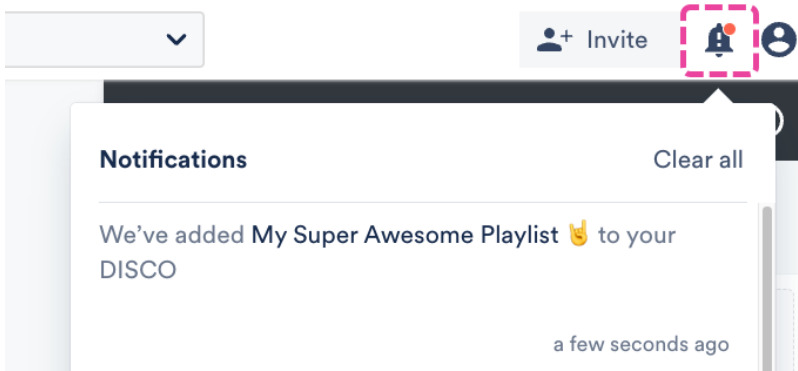 Invite
Notifications
Clear all
We’ve added My Super Awesome Playlist 🤘 to your
DISCO
a few seconds ago